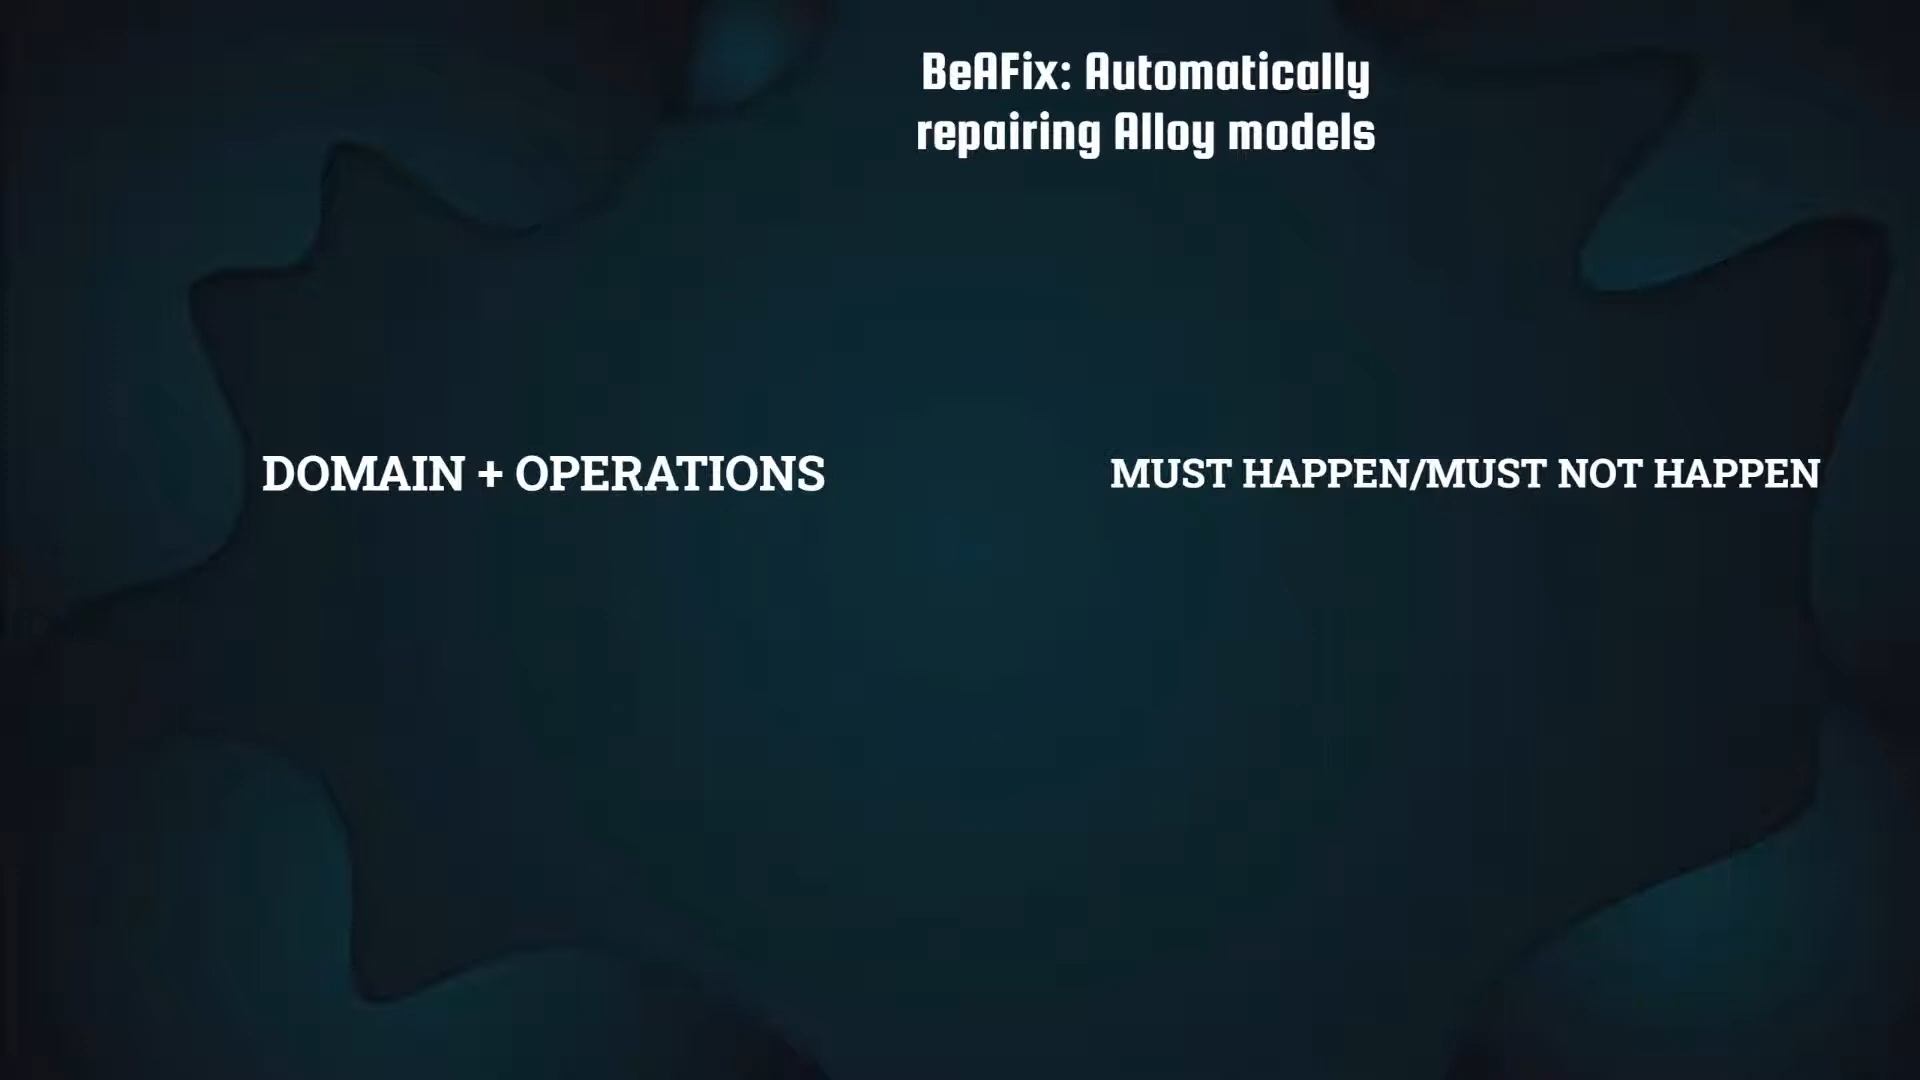 BeAFix: Automatically
repairing Alloy models
DOMAIN + OPERATIONS
MUST HAPPEN/MUST NOT HAPPEN